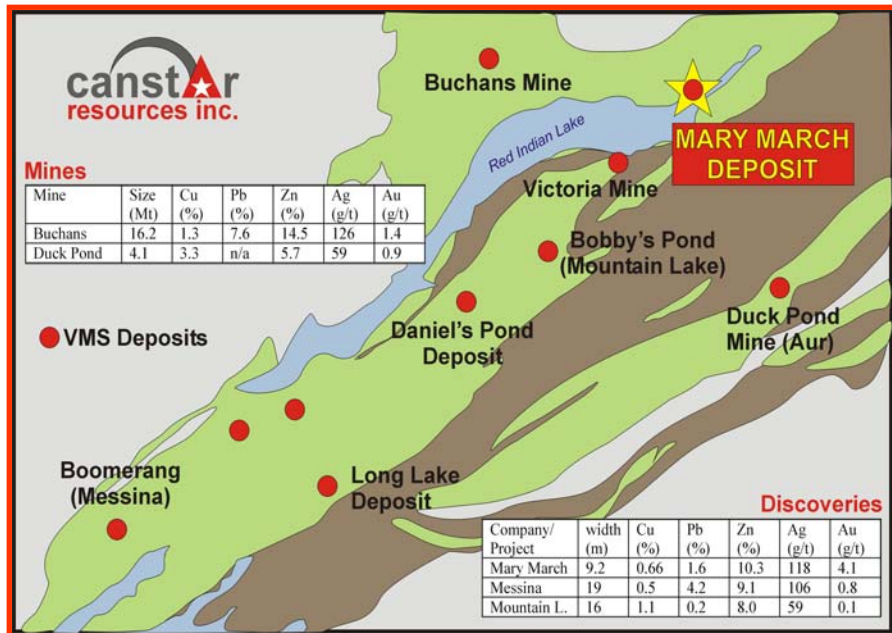 canstar
resources inc.
Buchans Mine
MARY MARCH
DEPOSIT
Red Indian Lake
Victoria Mine
Mines
Mine Size (Mt) Cu (%) Pb (%) Zn (%) Ag (g/t) Au (g/t)
Buchans 16.2 1.3 7.6 14.5 126 1.4
Duck Pond 4.1 3.3 n/a 5.7 59 0.9
Bobby's Pond
(Mountain Lake)
VMS Deposits
Daniel's Pond
Deposit
Duck Pond
Mine (Aur)
Boomerang
(Messina)
Long Lake
Deposit
Discoveries
Company/ Project width (m) Cu (%) Pb (%) Zn (%) Ag (g/t) Au (g/t)
Mary March 9.2 0.66 1.6 10.3 118 4.1
Messina 19 0.5 4.2 9.1 106 0.8
Mountain L. 16 1.1 0.2 8.0 59 0.1